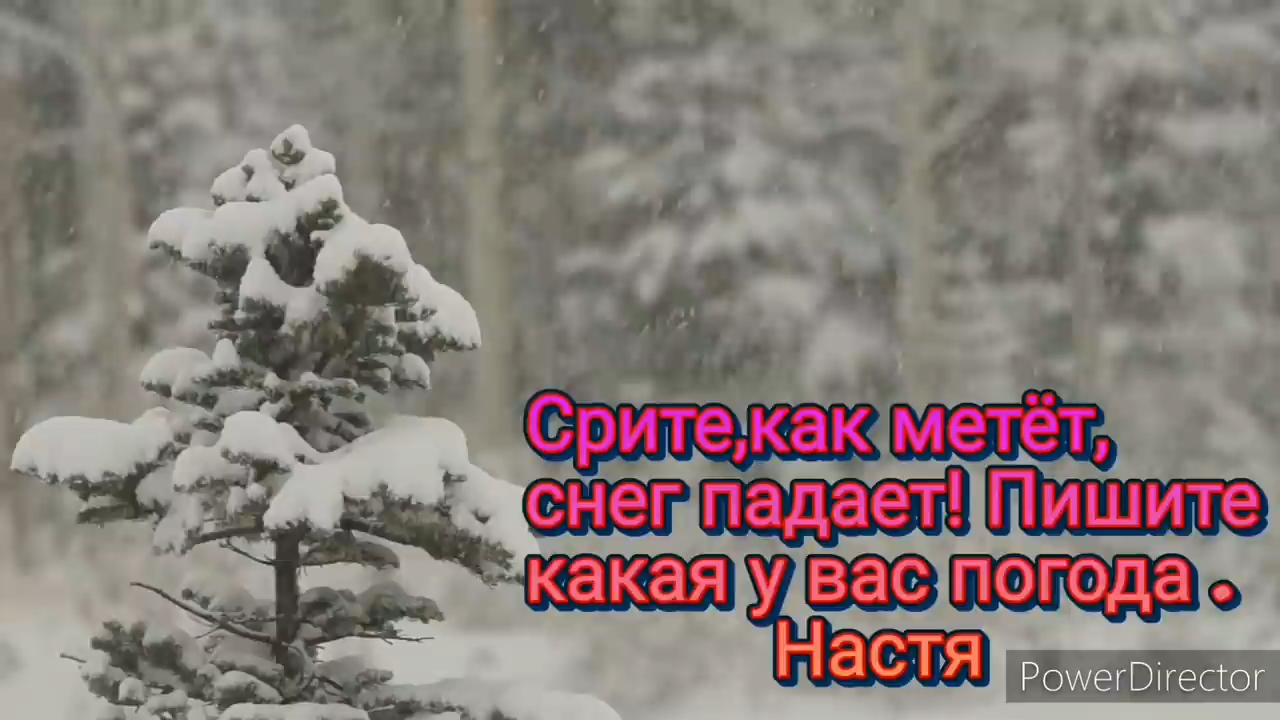 Срите,как метёт,
снег падает! Пишите
какая у вас погода .
Настя
PowerDirector